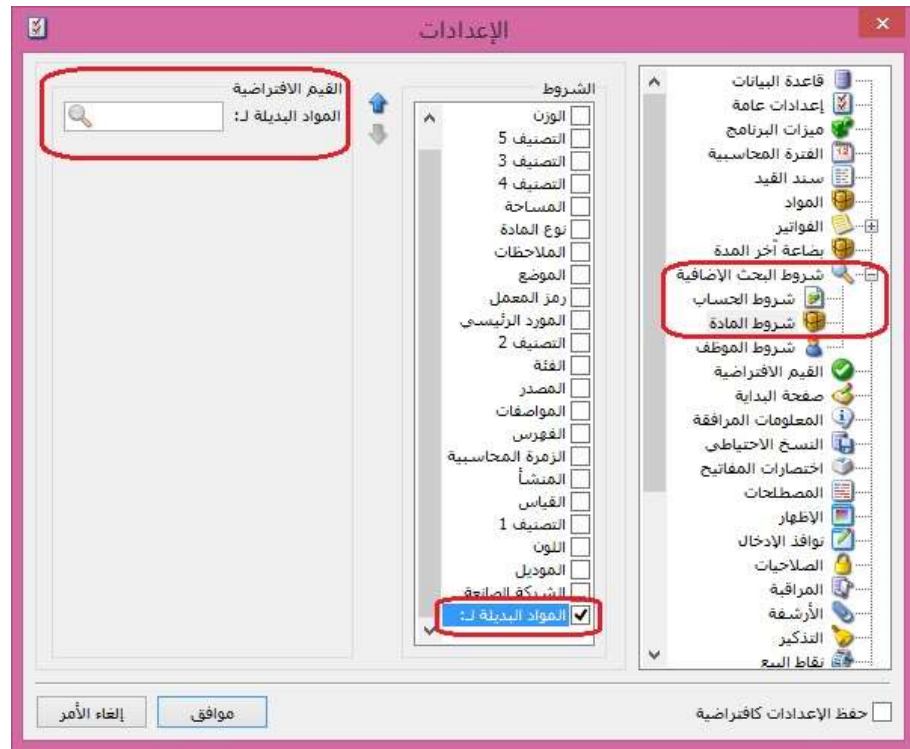 الإعدادات
قاعدة البيانات
إعدادات عامة
ميزات البرنامج
الفترة المحاسبية
سند القيد
المواد
الفواتير
بضاعة آخر المدة
شروط البحث الإضافية
شروط الحساب
شروط المادة
شروط الموظف
القيم الافتراضية
صفحة البداية
المعلومات المرافقة
النسخ الاحتياطي
اختصارات المفاتيح
المصطلحات
الإظهار
نوافذ الإدخال
الصلاحيات
المراقبة
الأرشفة
التذكير
نقاط البيع
الشروط
الوزن
التصنيف 5
التصنيف 3
التصنيف 4
المساحة
نوع المادة
الملاحظات
الموضع
رمز المعمل
المورد الرئيسي
التصنيف 2
الفئة
المصدر
المواصفات
الفهرس
الزمرة المحاسبية
المنشأ
القياس
التصنيف 1
اللون
الموديل
الشركة الصانعة
المواد البديلة لـ:
القيم الافتراضية
المواد البديلة لـ:
حفظ الإعدادات كافتراضية
موافق
إلغاء الأمر